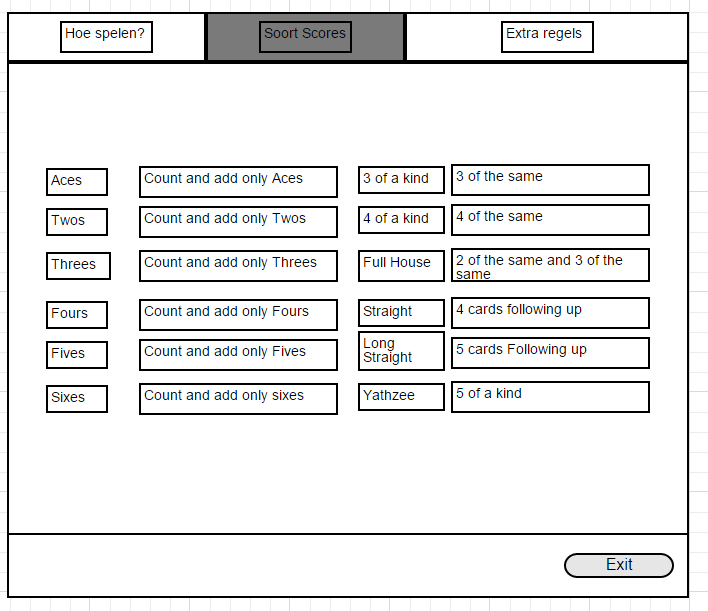 Hoe spelen?
Soort Scores
Extra regels
Aces
Count and add only Aces
3 of a kind
3 of the same
Twos
Count and add only Twos
4 of a kind
4 of the same
Threes
Count and add only Threes
Full House
2 of the same and 3 of the
same
Fours
Count and add only Fours
Straight
4 cards following up
Fives
Count and add only Fives
Long
Straight
5 cards Following up
Sixes
Count and add only sixes
Yathzee
5 of a kind
Exit